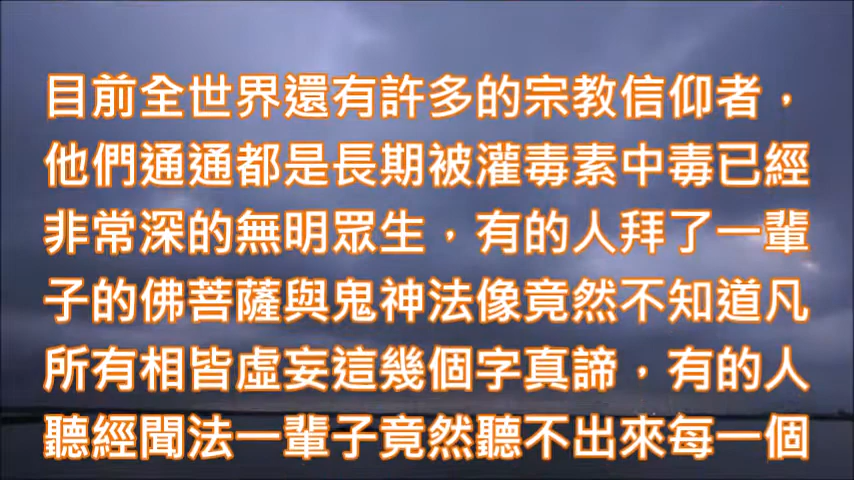 目前全世界還有許多的宗教信仰者，
他們通通都是長期被灌毒素中毒已經
非常深的無明眾生，有的人拜了一輩
子的佛菩薩與鬼神法像竟然不知道凡
所有相皆虛妄這幾個字真諦，有的人
聽經聞法一輩子竟然聽不出來每一個